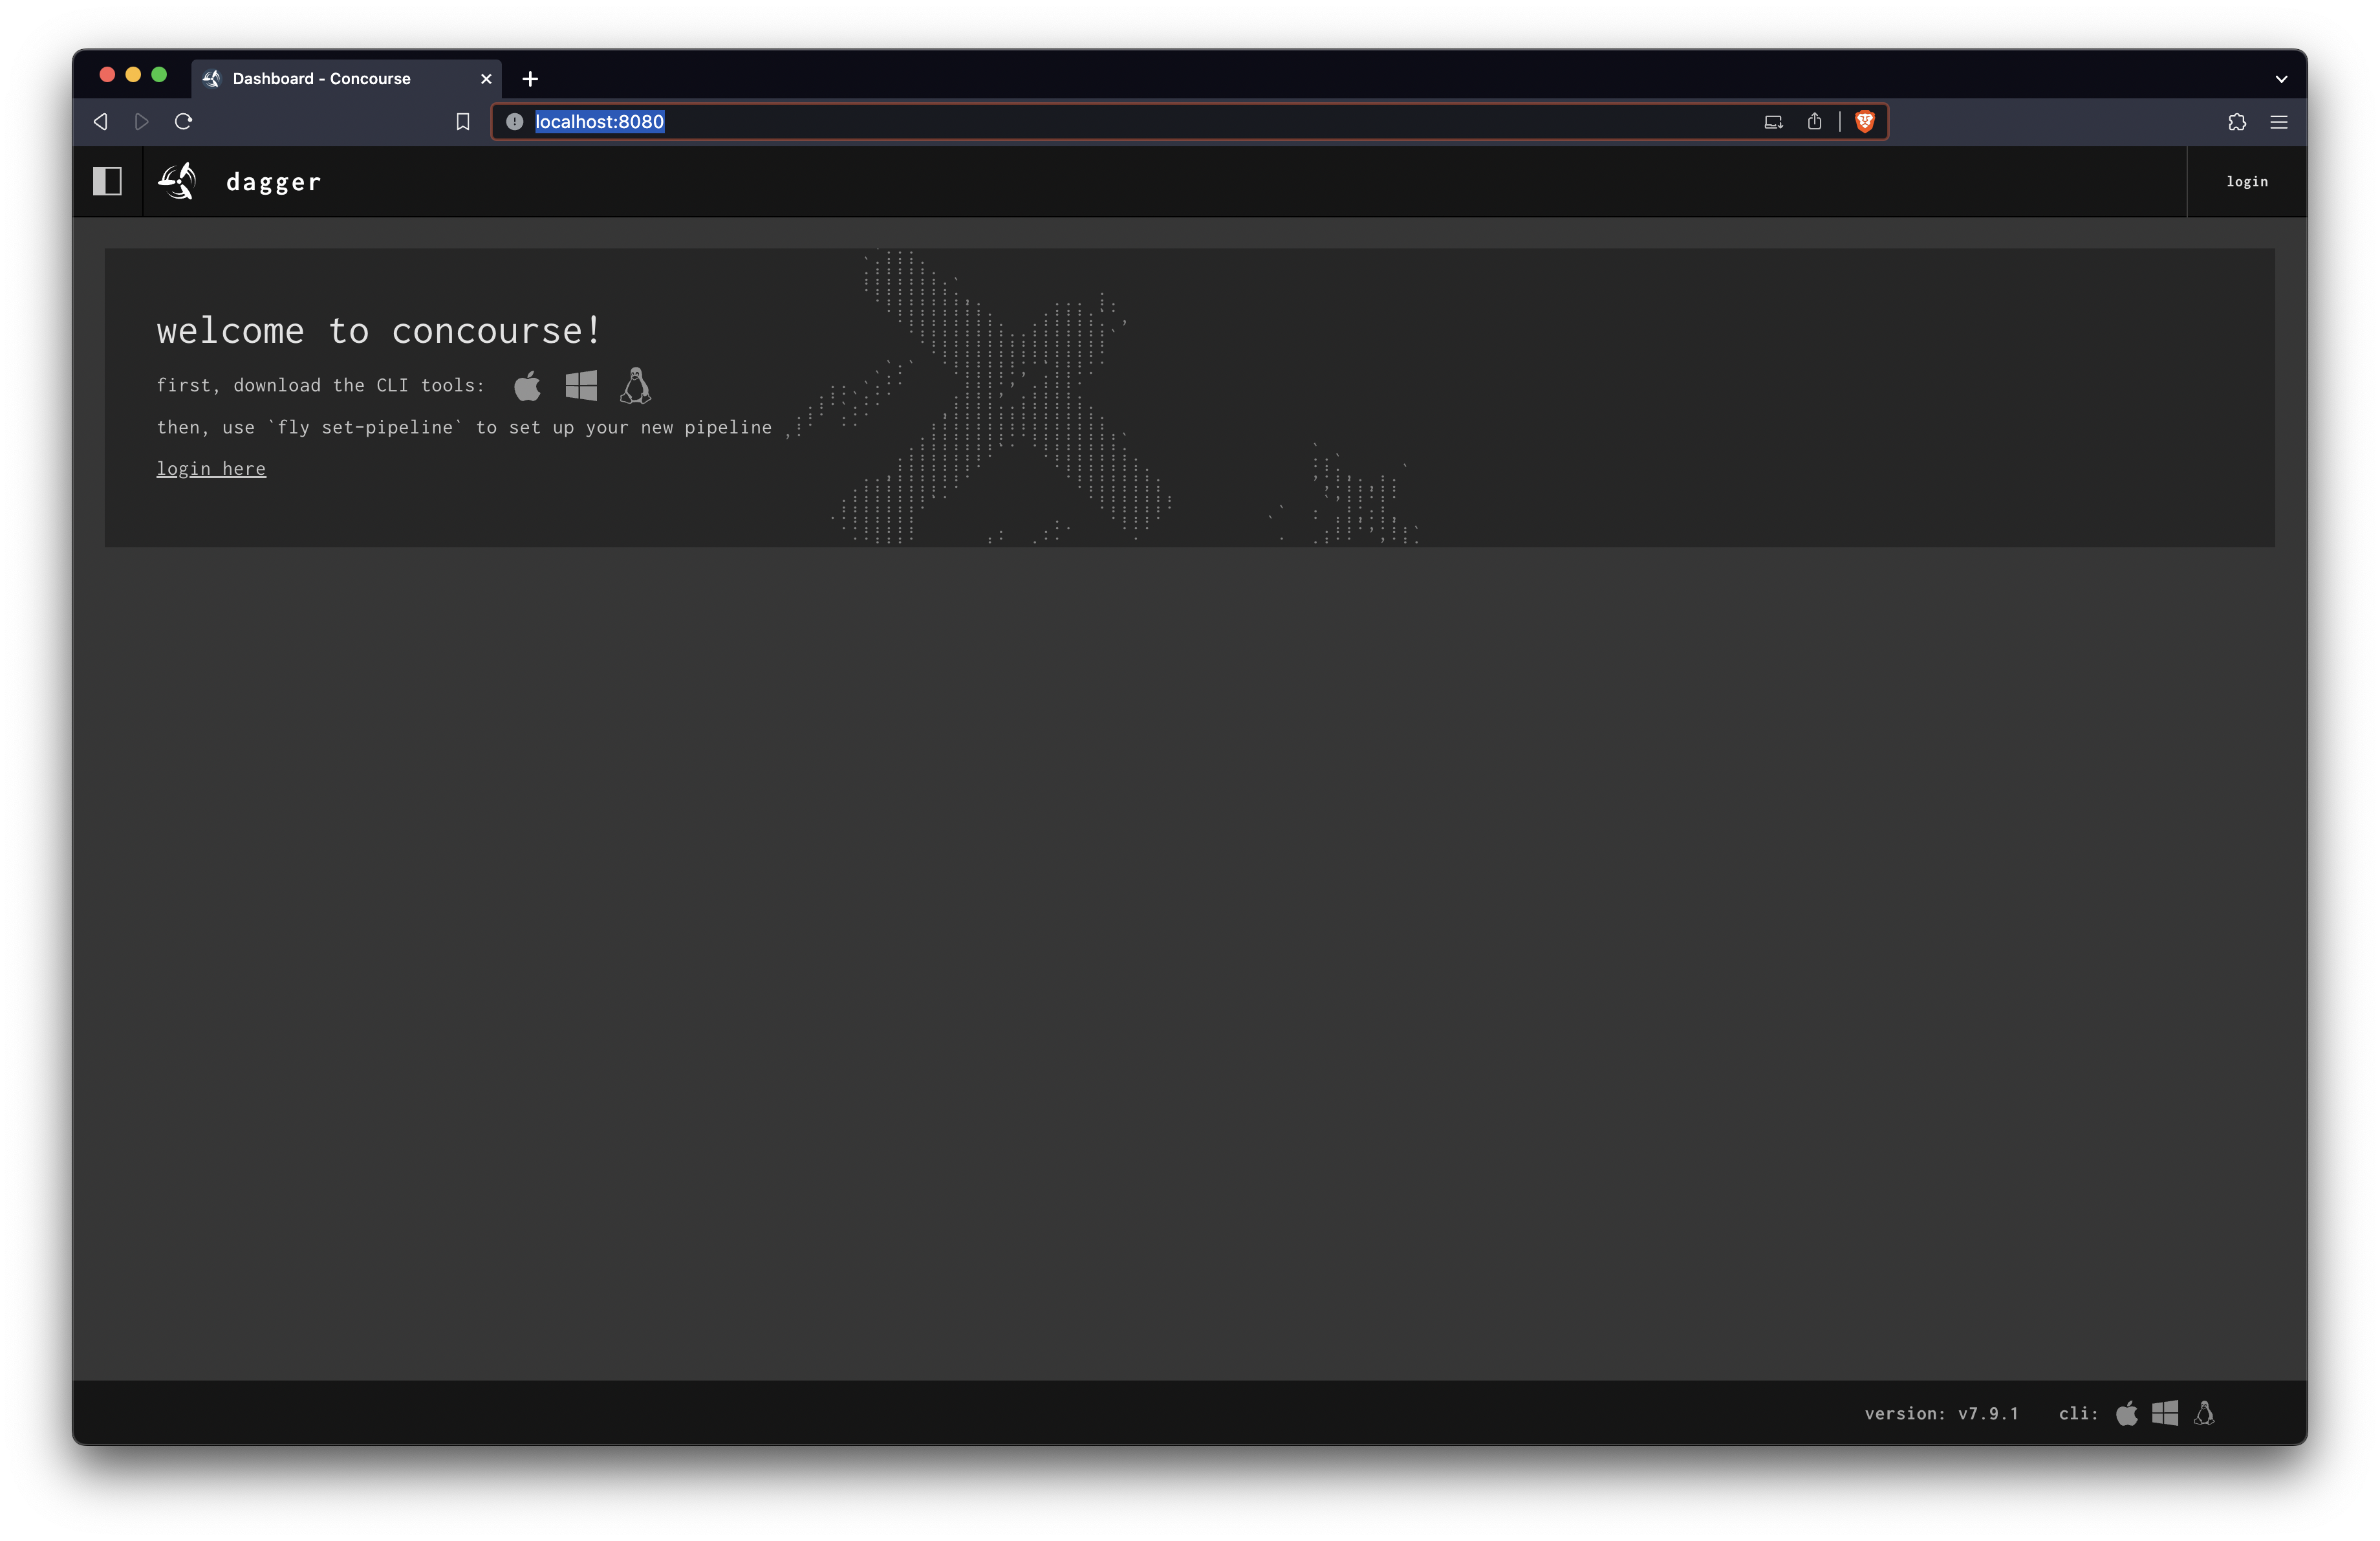 Dashboard - Concourse
localhost:8080
dagger
login
welcome to concourse!
first, download the CLI tools:
then, use `fly set-pipeline` to set up your new pipeline
login here
version: v7.9.1 cli: